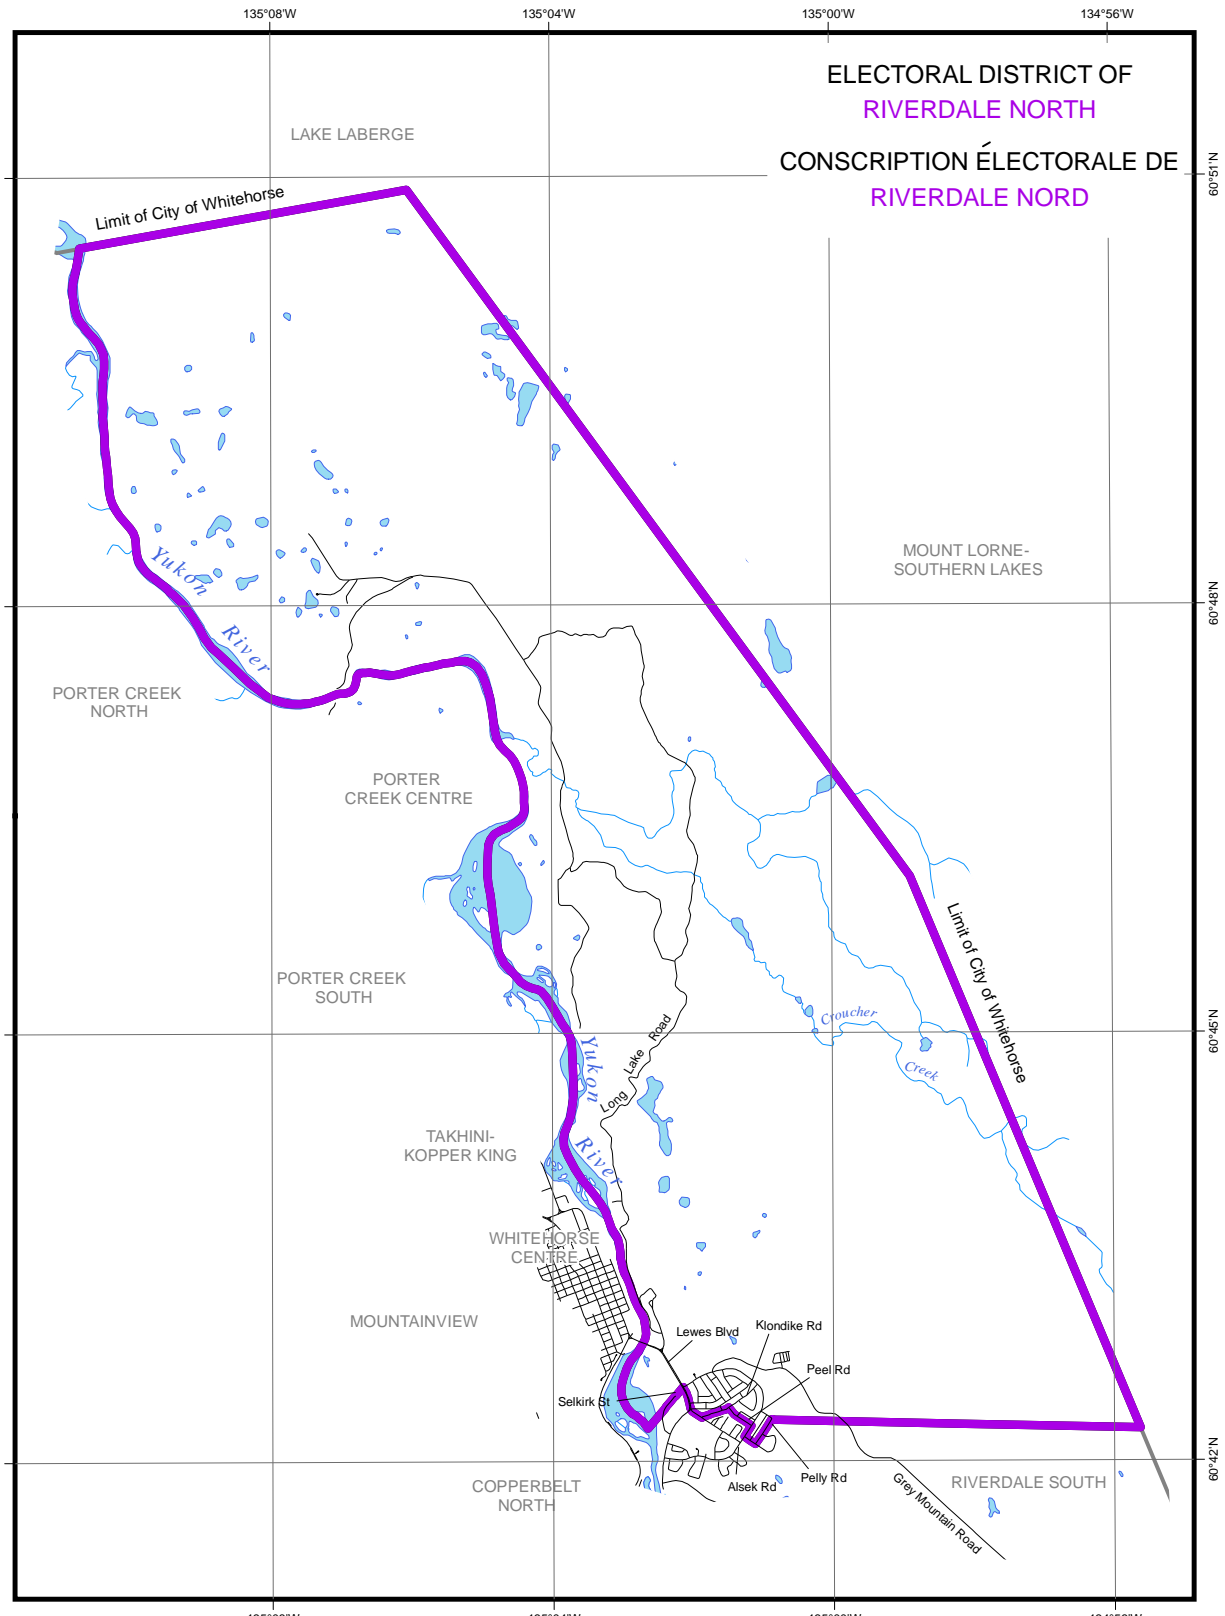 135°08'W
135°04'W
135°00'W
134°56'W
ELECTORAL DISTRICT OF
RIVERDALE NORTH
CONSCRIPTION ÉLECTORALE DE
RIVERDALE NORD
LAKE LABERGE
60°51'N
Limit of City of Whitehorse
MOUNT LORNE-
SOUTHERN LAKES
Yukon
River
60°48'N
PORTER CREEK
NORTH
PORTER
CREEK CENTRE
Limit of City of Whitehorse
PORTER CREEK
SOUTH
Croucher
Creek
60°45'N
Long Lake Road
Yukon
River
TAKHINI-
KOPPER KING
WHITEHORSE
CENTRE
MOUNTAINVIEW
Lewes Blvd
Klondike Rd
Peel Rd
Selkirk St
Alsek Rd
Pelly Rd
Grey Mountain Road
RIVERDALE SOUTH
COPPERBELT
NORTH
60°42'N